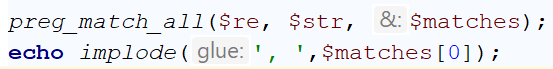 preg_match_all($re, $str, &: $matches);
echo implode( glue: ', ',$matches[0]);